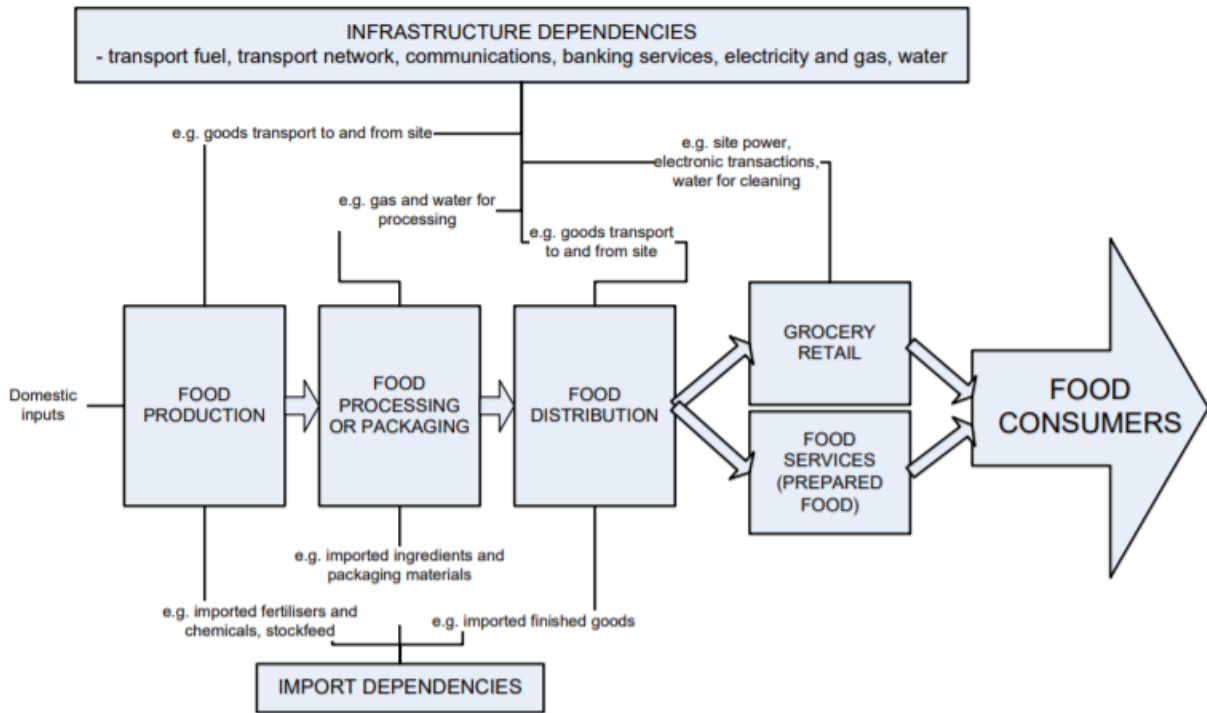 INFRASTRUCTURE DEPENDENCIES
- transport fuel, transport network, communications, banking services, electricity and gas, water
e.g. goods transport to and from site
e.g. site power,
electronic transactions,
water for cleaning
e.g. gas and water for
processing
e.g. goods transport
to and from site
Domestic
inputs
FOOD
PRODUCTION
FOOD
PROCESSING
OR PACKAGING
FOOD
DISTRIBUTION
GROCERY
RETAIL
FOOD
SERVICES
(PREPARED
FOOD)
FOOD
CONSUMERS
e.g. imported ingredients and
packaging materials
e.g. imported fertilisers and
chemicals, stockfeed
e.g. imported finished goods
IMPORT DEPENDENCIES